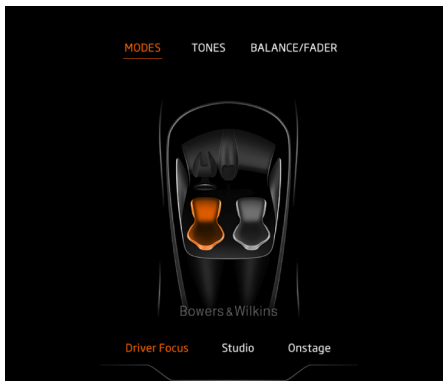 MODES TONES BALANCE/FADER
Bowers & Wilkins
Driver Focus Studio Onstage